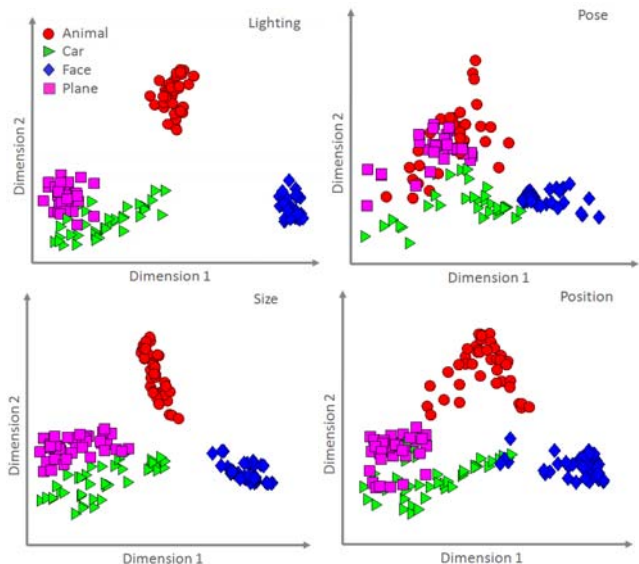 Animal
Car
Face
Plane
Lighting
Dimension 2
Dimension 1
Pose
Dimension 2
Dimension 1
Size
Dimension 2
Dimension 1
Position
Dimension 2
Dimension 1